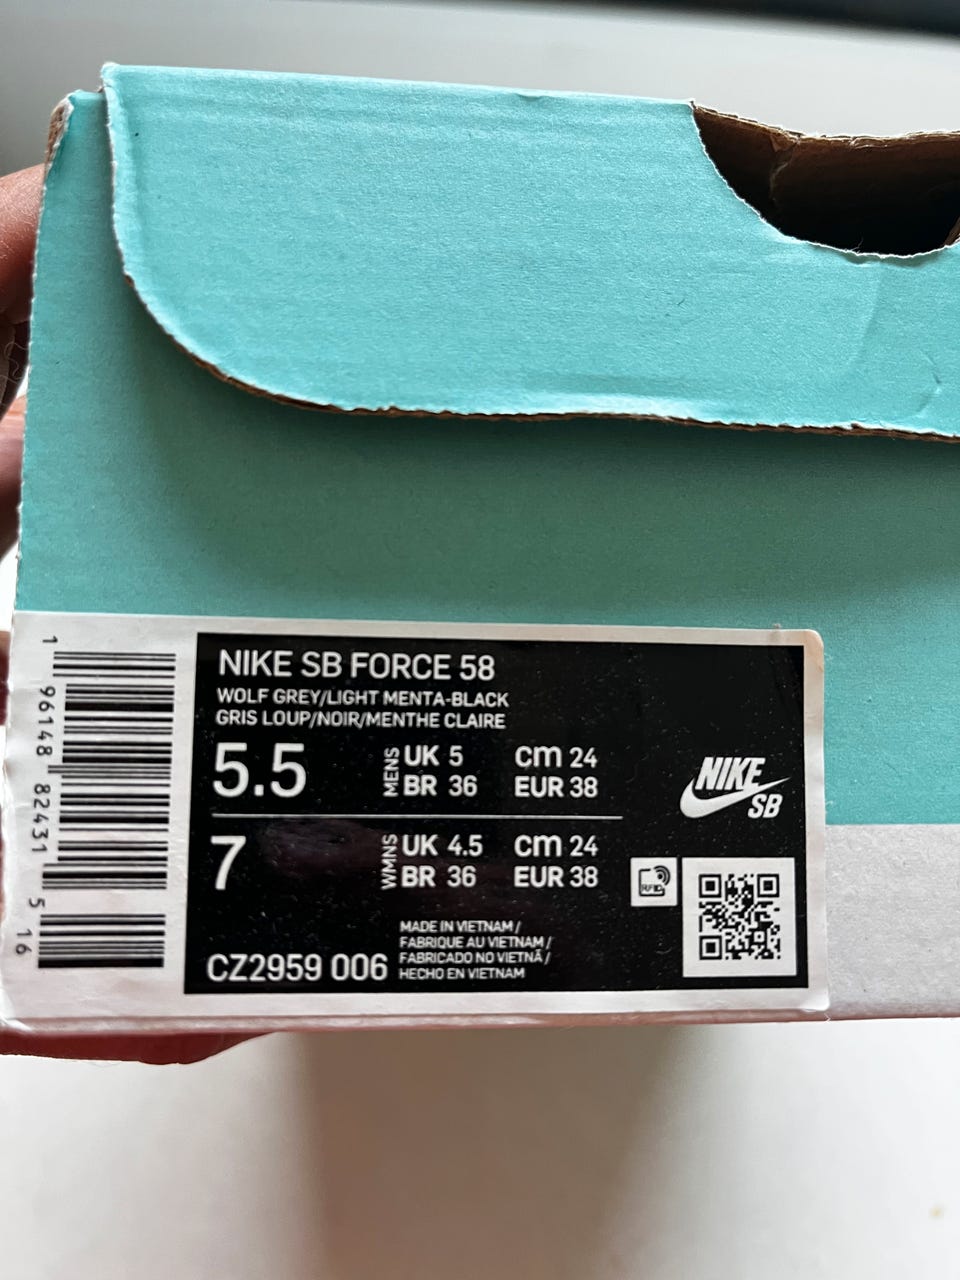 NIKE SB FORCE 58
WOLF GREY/LIGHT MENTA-BLACK
GRIS LOUP/NOIR/MENTHE CLAIRE
5.5 MENS UK 5 cm 24
BR 36 EUR 38
7 WMNS UK 4.5 cm 24
BR 36 EUR 38
NIKE
SB
RFID
CZ2959 006
MADE IN VIETNAM /
FABRIQUE AU VIETNAM /
FABRICADO NO VIETNÃ /
HECHO EN VIETNAM
1 96148 82431 5 16